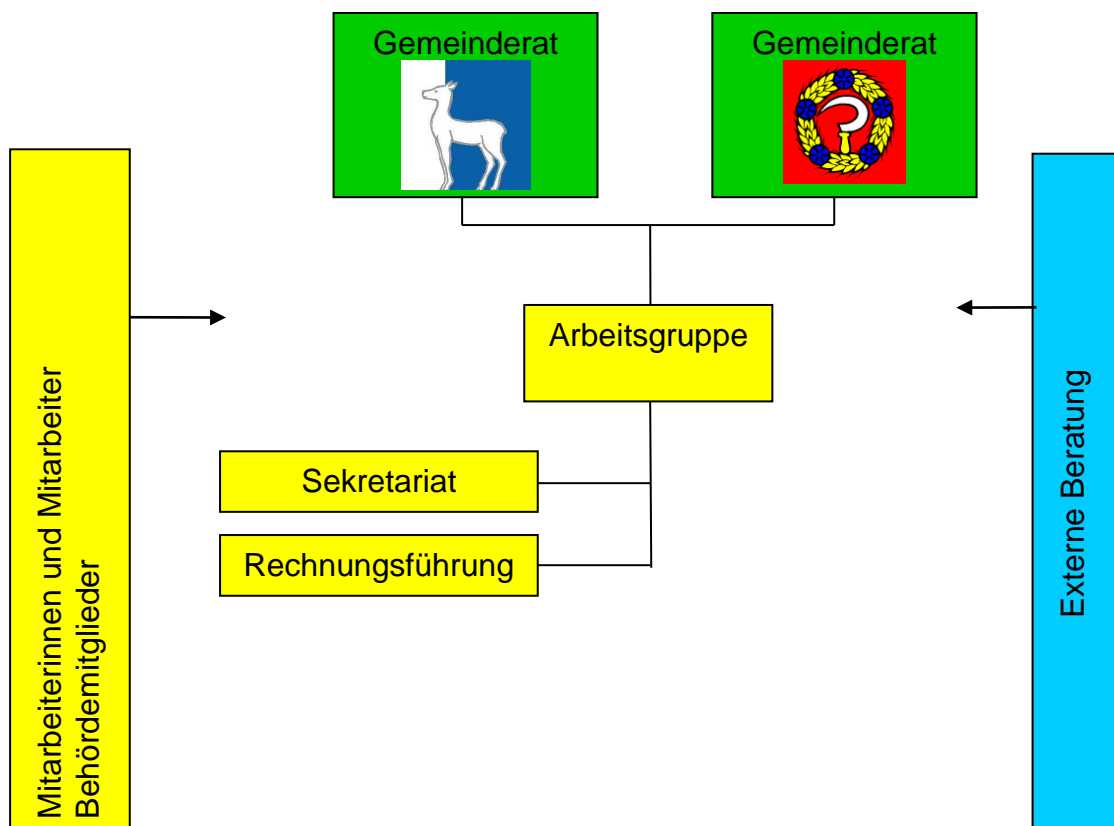 Gemeinderat
Gemeinderat
Mitarbeiterinnen und Mitarbeiter
Behördemitglieder
Arbeitsgruppe
Sekretariat
Rechnungsführung
Externe Beratung